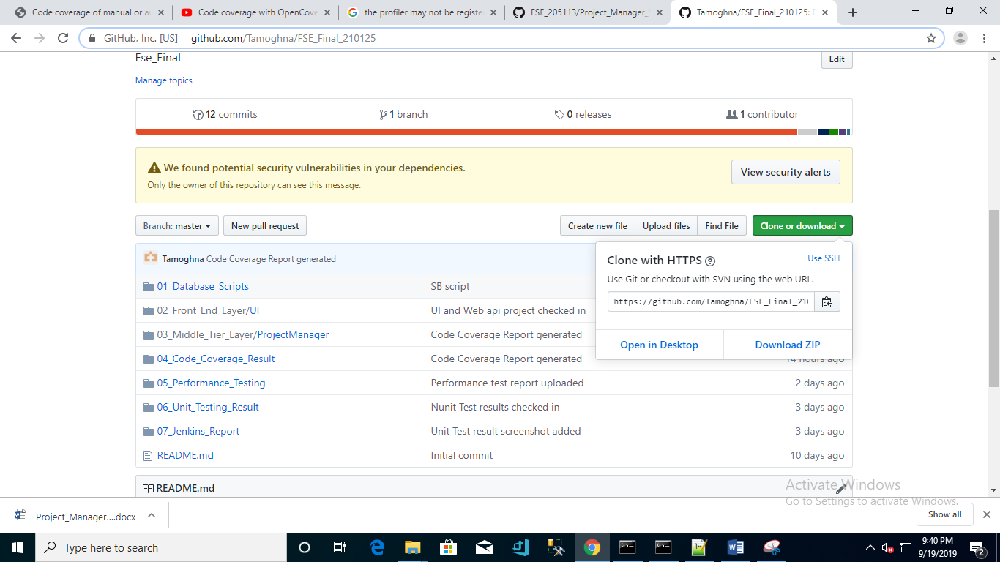 Code coverage of manual or au
Code coverage with OpenCove
the profiler may not be registe
FSE_205113/Project_Manager_
Tamoghna/FSE_Final_210125: F
GitHub, Inc. [US]
github.com/Tamoghna/FSE_Final_210125
Fse_Final
Edit
Manage topics
12 commits
1 branch
0 releases
1 contributor
We found potential security vulnerabilities in your dependencies.
Only the owner of this repository can see this message.
View security alerts
Branch: master
New pull request
Create new file
Upload files
Find File
Clone or download
Tamoghna Code Coverage Report generated
Clone with HTTPS
Use SSH
Use Git or checkout with SVN using the web URL.
https://github.com/Tamoghna/FSE_Final_210
Open in Desktop
Download ZIP
01_Database_Scripts
SB script
02_Front_End_Layer/UI
UI and Web api project checked in
03_Middle_Tier_Layer/ProjectManager
Code Coverage Report generated
04_Code_Coverage_Result
Code Coverage Report generated
14 hours ago
05_Performance_Testing
Performance test report uploaded
2 days ago
06_Unit_Testing_Result
Nunit Test results checked in
3 days ago
07_Jenkins_Report
Unit Test result screenshot added
3 days ago
README.md
Initial commit
10 days ago
README.md
Activate Windows
Go to Settings to activate Windows.
Project_Manager....docx
Show all
Type here to search
9:40 PM
9/19/2019
2